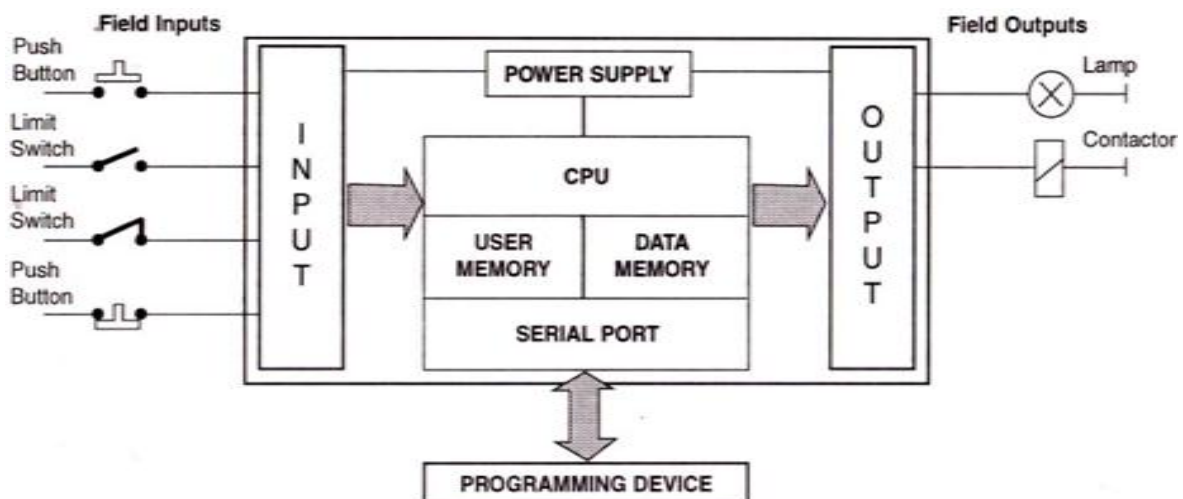 Field Inputs
Field Outputs
Push
Button
Limit
Switch
Limit
Switch
Push
Button
I
N
P
U
T
POWER SUPPLY
CPU
USER
MEMORY
DATA
MEMORY
SERIAL PORT
O
U
T
P
U
T
Lamp
Contactor
PROGRAMMING DEVICE